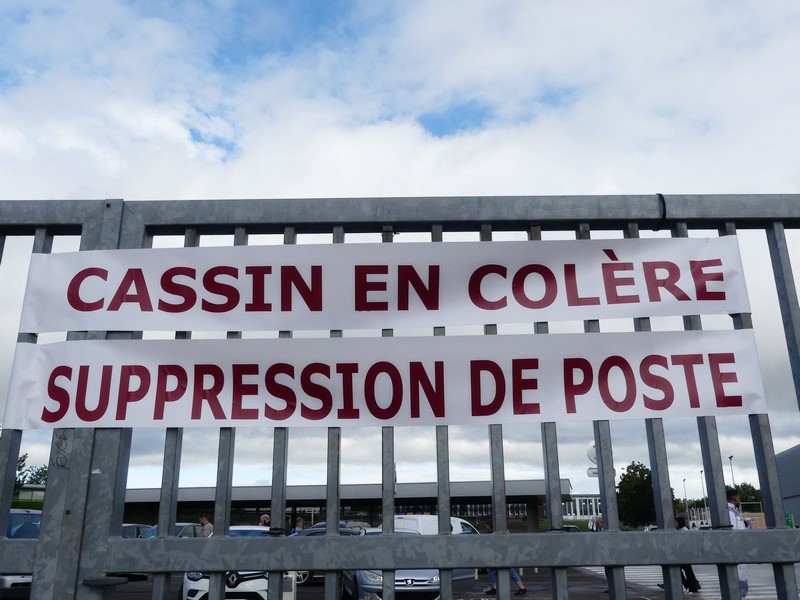 CASSIN EN COLÈRE
SUPPRESSION DE POSTE